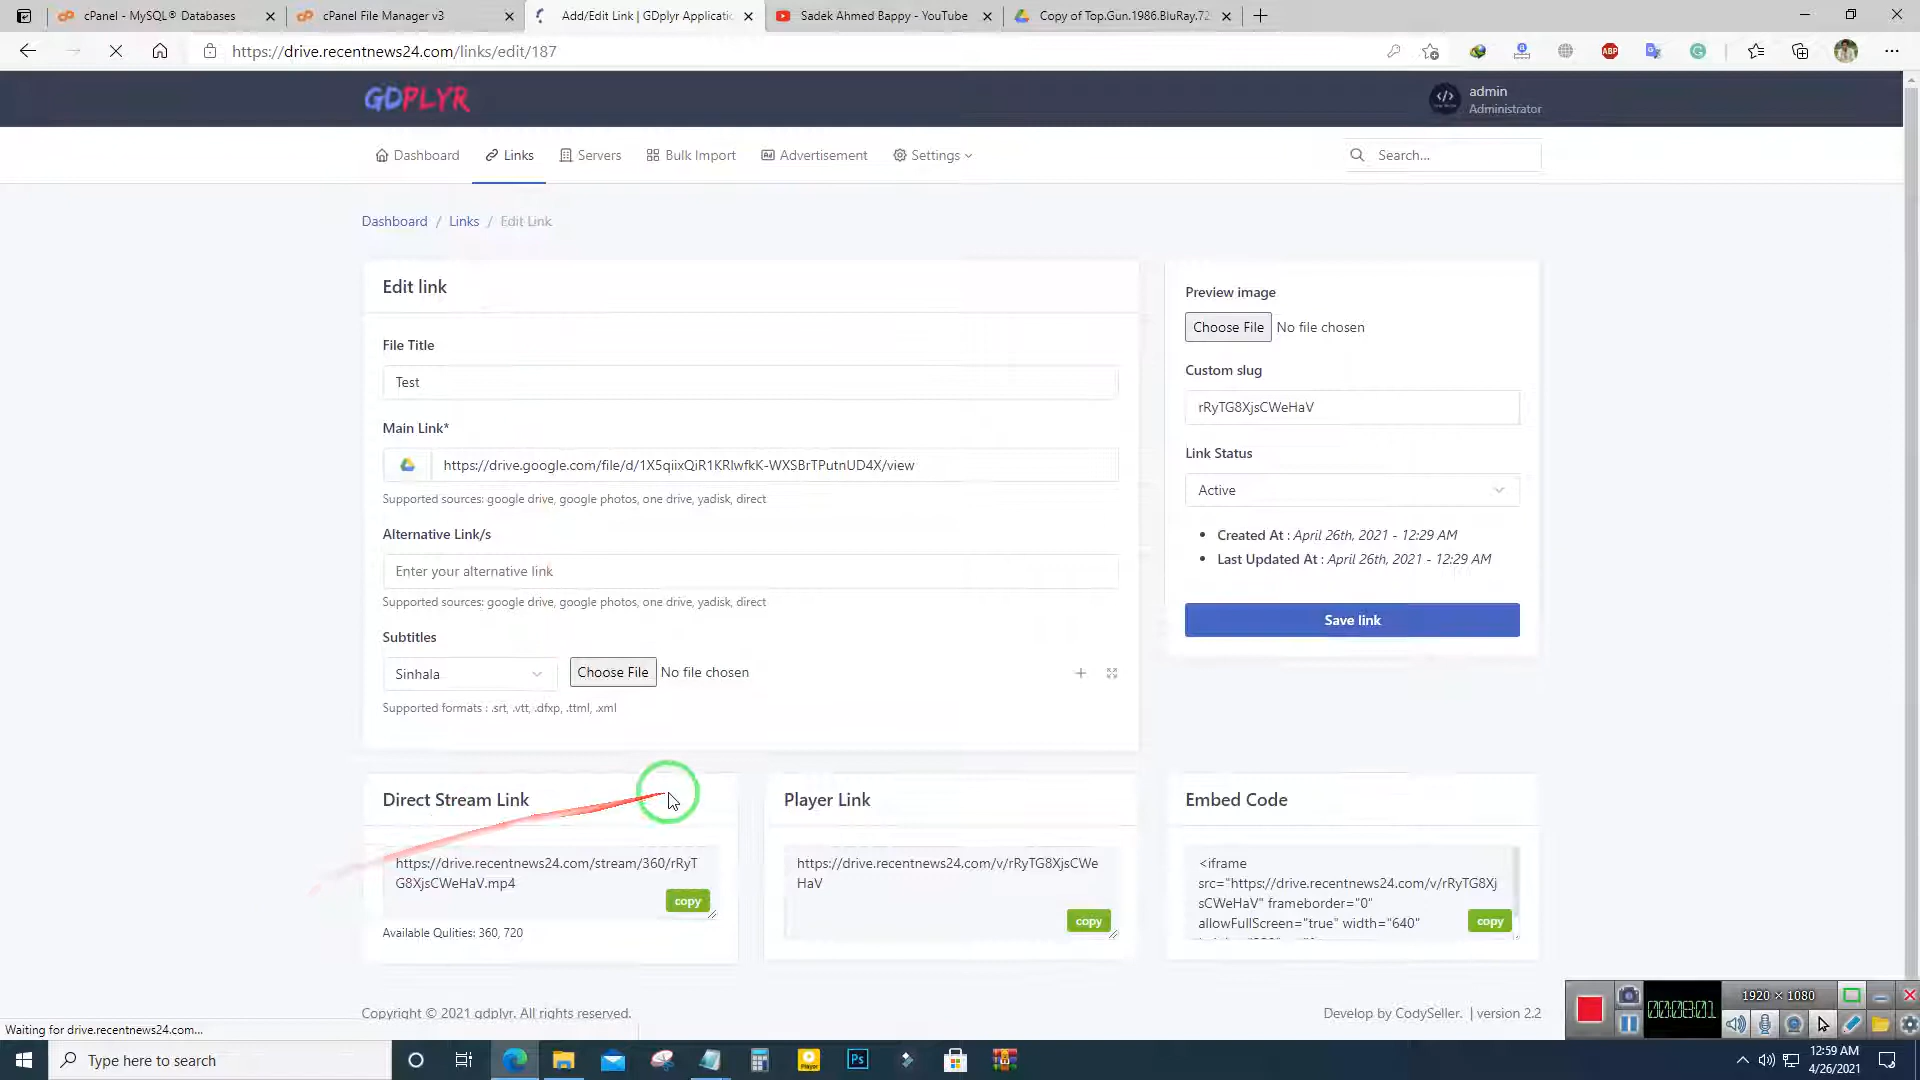 cPanel - MySQL® Databases
cPanel File Manager v3
Add/Edit Link | GDplyr Applicatio
Sadek Ahmed Bappy - YouTube
Copy of Top.Gun.1986.BluRay.72
https://drive.recentnews24.com/links/edit/187
ABP
GDPLYR
admin
Administrator
Dashboard
Links
Servers
Bulk Import
Advertisement
Settings
Search...
Dashboard / Links / Edit Link
Edit link
File Title
Test
Main Link*
https://drive.google.com/file/d/1X5qiixQiR1KRlwfkK-WXSBrTPutnUD4X/view
Supported sources: google drive, google photos, one drive, yadisk, direct
Alternative Link/s
Enter your alternative link
Supported sources: google drive, google photos, one drive, yadisk, direct
Subtitles
Sinhala
Choose File No file chosen
Supported formats : .srt, .vtt, .dfxp, .ttml, .xml
Preview image
Choose File No file chosen
Custom slug
rRyTG8XjsCWeHaV
Link Status
Active
Created At : April 26th, 2021 - 12:29 AM
Last Updated At : April 26th, 2021 - 12:29 AM
Save link
Direct Stream Link
https://drive.recentnews24.com/stream/360/rRyT
G8XjsCWeHaV.mp4
copy
Available Qulities: 360, 720
Player Link
https://drive.recentnews24.com/v/rRyTG8XjsCWe
HaV
copy
Embed Code
<iframe
src="https://drive.recentnews24.com/v/rRyTG8Xj
sCWeHaV" frameborder="0"
allowFullScreen="true" width="640"
copy
Copyright © 2021 gdplyr. All rights reserved.
Develop by CodySeller. | version 2.2
Waiting for drive.recentnews24.com...
1920 × 1080
00:08:01
Type here to search
Ps
12:59 AM
4/26/2021